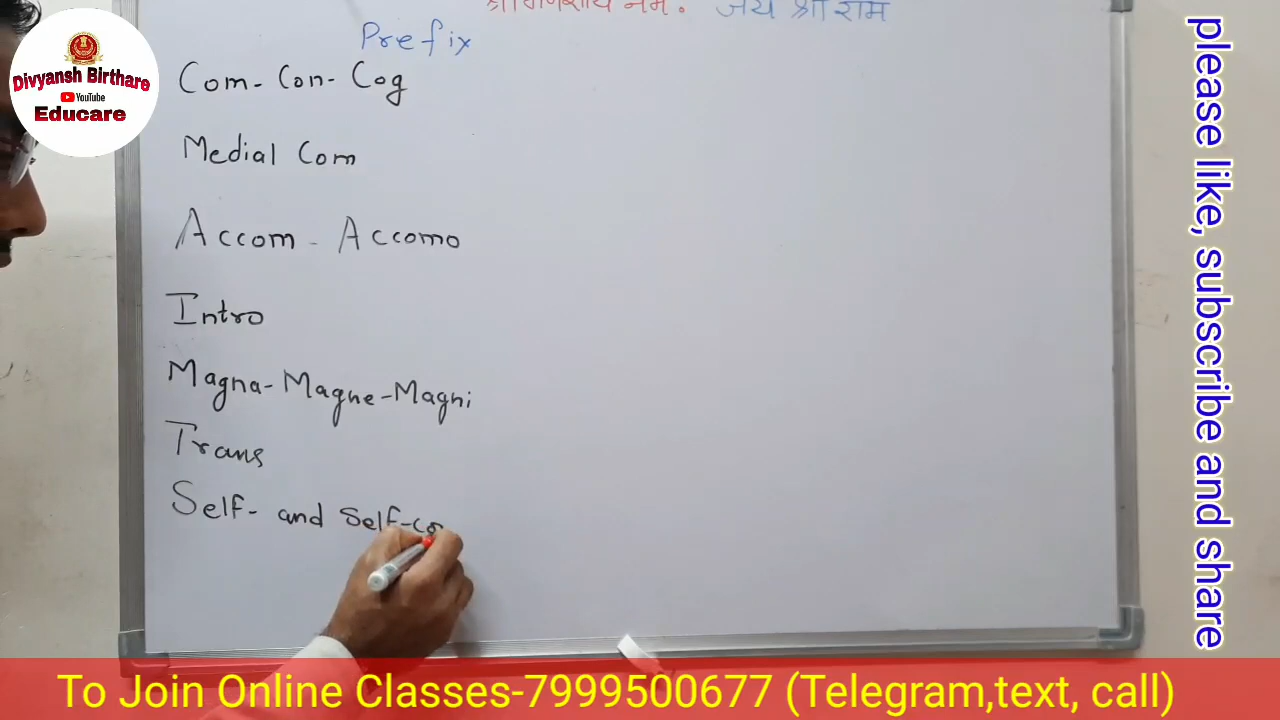 श्री गणेशाय नमः जय श्री राम
Prefix
Com- Con- Cog
Medial Com
Accom - Accomo
Intro
Magna-Magne-Magni
Trans
Self- and Self-co
Divyansh Birthare
YouTube
Educare
please like, subscribe and share
To Join Online Classes-7999500677 (Telegram,text, call)